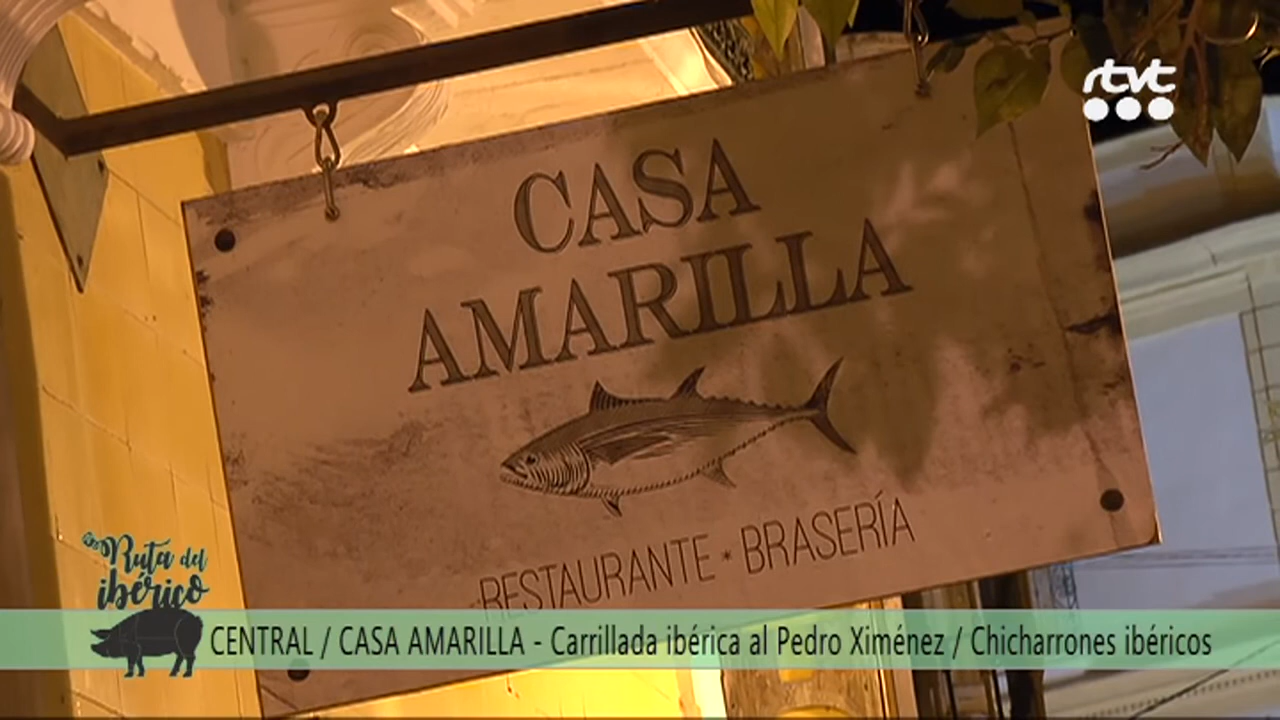 rtvt
CASA
AMARILLA
RESTAURANTE * BRASERÍA
Ruta del
ibérico
CENTRAL / CASA AMARILLA - Carrillada ibérica al Pedro Ximénez / Chicharrones ibéricos